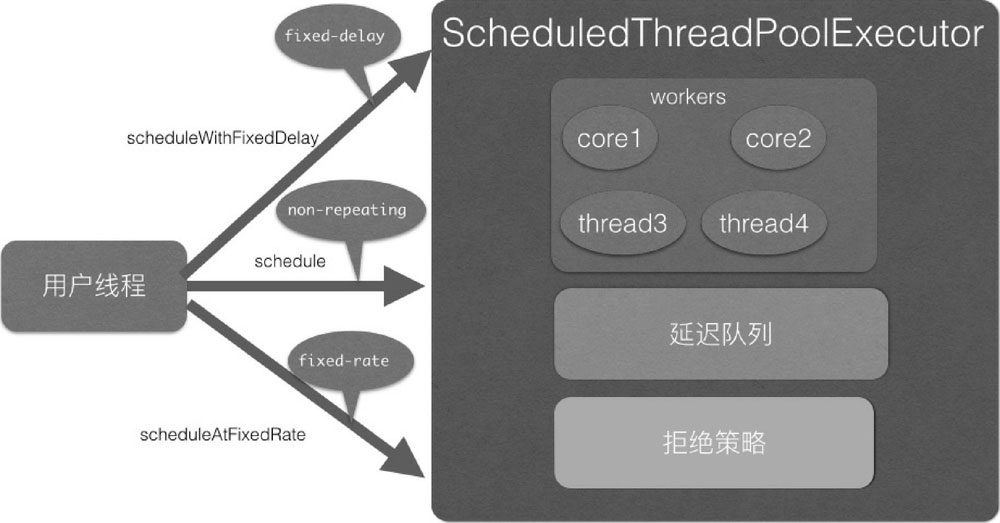 fixed-delay
scheduleWithFixedDelay
non-repeating
schedule
用户线程
fixed-rate
scheduleAtFixedRate
ScheduledThreadPoolExecutor
workers
core1
core2
thread3
thread4
延迟队列
拒绝策略